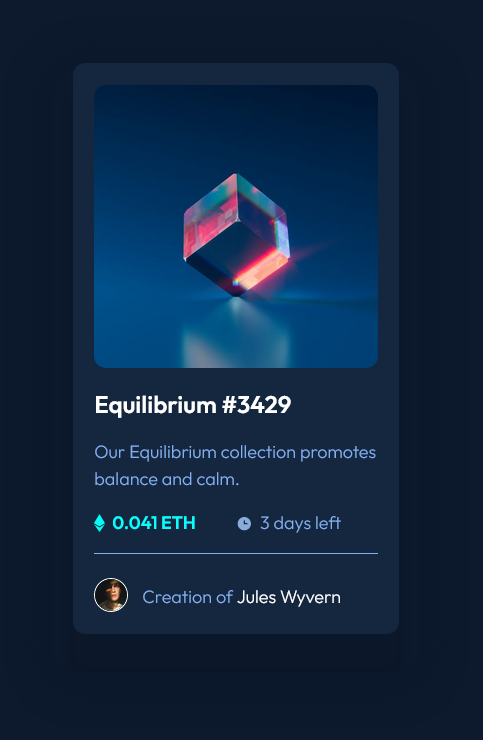 Equilibrium #3429
Our Equilibrium collection promotes
balance and calm.
0.041 ETH 3 days left
Creation of Jules Wyvern